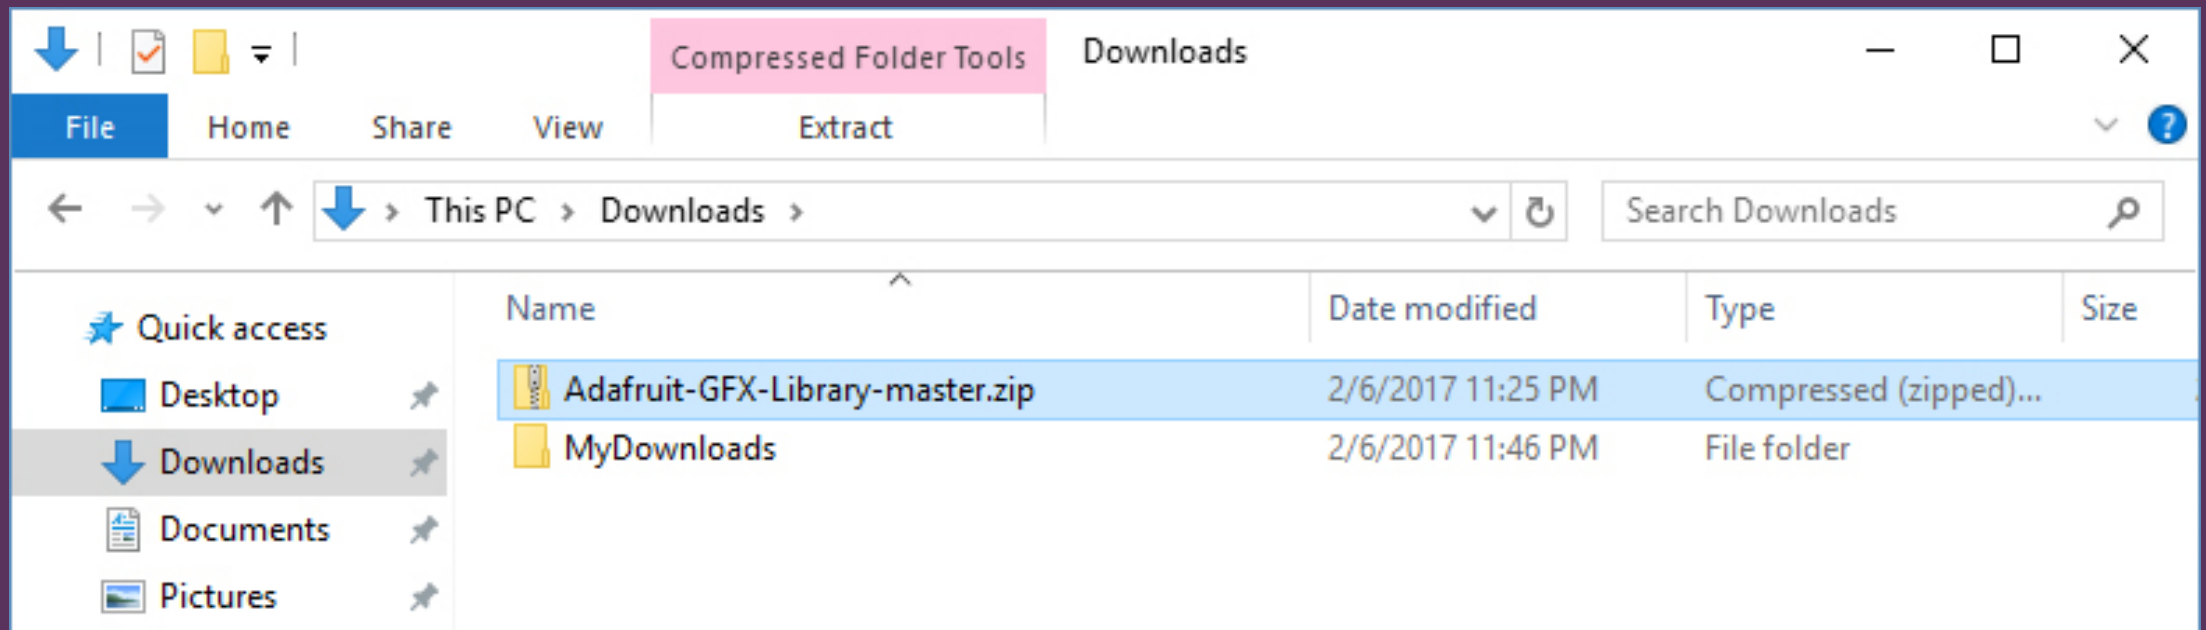 Compressed Folder Tools Downloads
File Home Share View Extract
This PC Downloads Search Downloads
Name Date modified Type Size
Quick access
Adafruit-GFX-Library-master.zip 2/6/2017 11:25 PM Compressed (zipped)...
Desktop
MyDownloads 2/6/2017 11:46 PM File folder
Downloads
Documents
Pictures